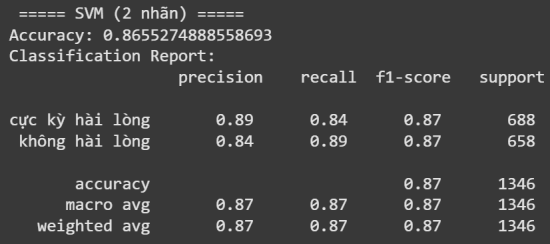 ===== SVM (2 nhãn) =====
Accuracy: 0.8655274888558693
Classification Report:
precision recall f1-score support
cực kỳ hài lòng 0.89 0.84 0.87 688
không hài lòng 0.84 0.89 0.87 658
accuracy 0.87 1346
macro avg 0.87 0.87 0.87 1346
weighted avg 0.87 0.87 0.87 1346